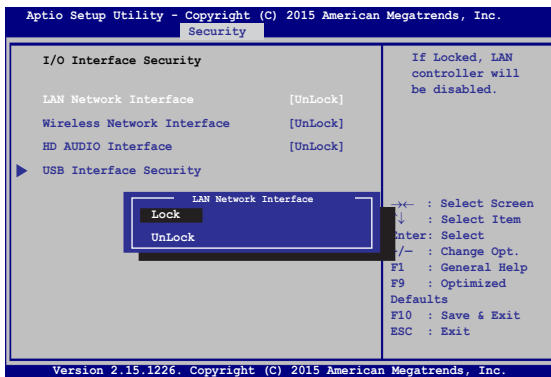 Aptio Setup Utility - Copyright (C) 2015 American Megatrends, Inc.
Security
I/O Interface Security
LAN Network Interface [UnLock]
Wireless Network Interface [UnLock]
HD AUDIO Interface [UnLock]
USB Interface Security
LAN Network Interface
Lock
UnLock
If Locked, LAN
controller will
be disabled.
→← : Select Screen
↓ : Select Item
nter: Select
/— : Change Opt.
F1 : General Help
F9 : Optimized
Defaults
F10 : Save & Exit
ESC : Exit
Version 2.15.1226. Copyright (C) 2015 American Megatrends, Inc.